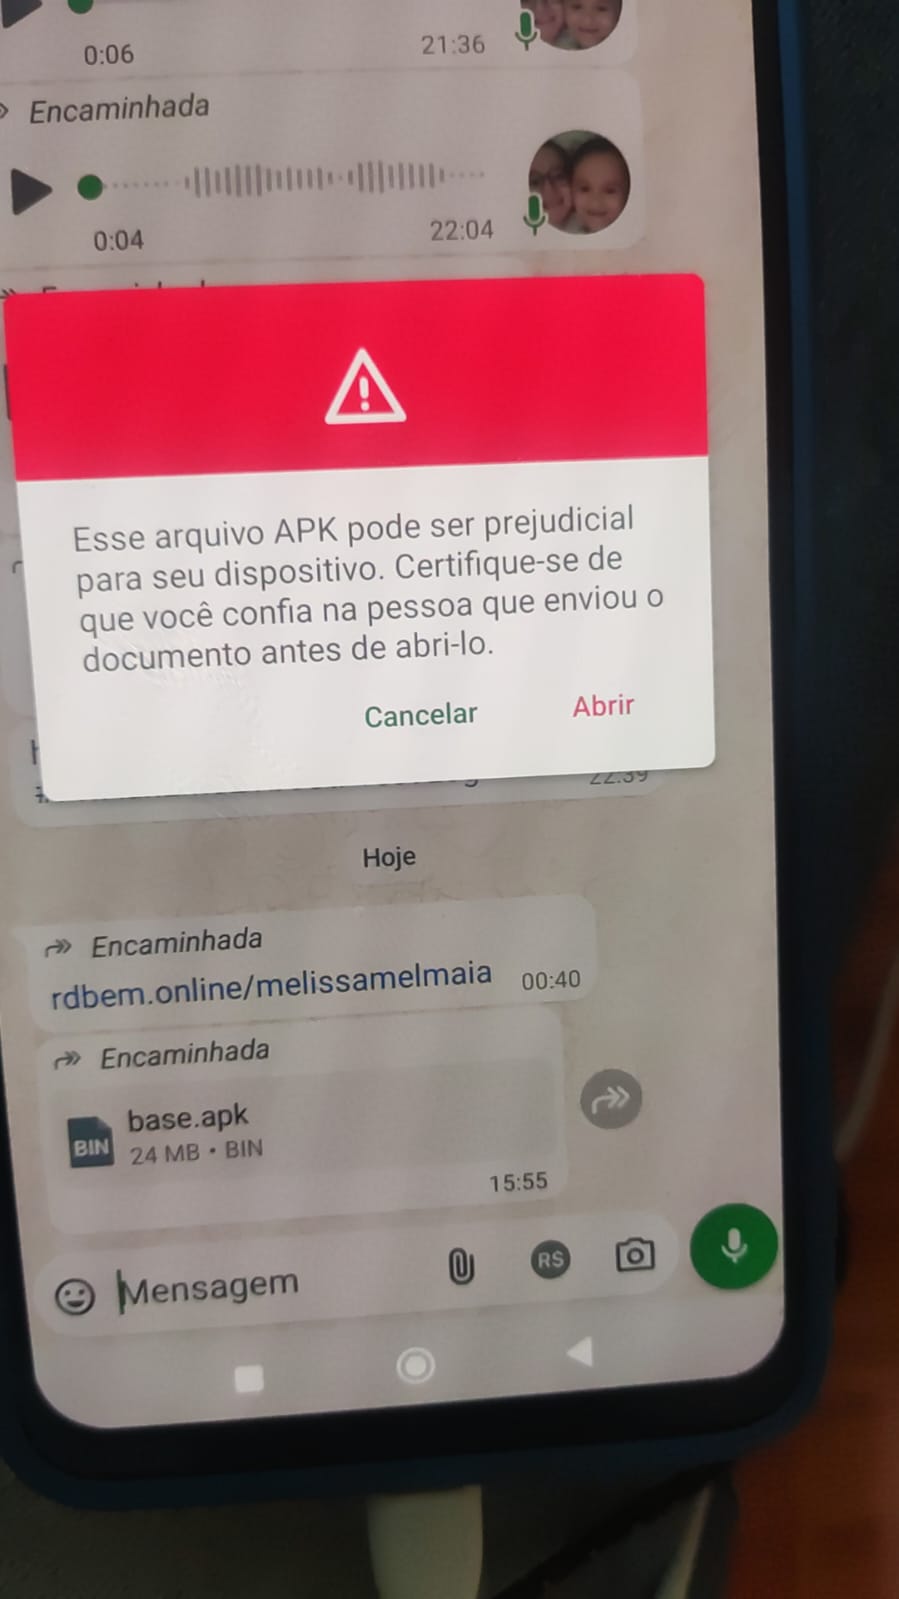 0:06
21:36
Encaminhada
0:04
22:04
Esse arquivo APK pode ser prejudicial
para seu dispositivo. Certifique-se de
que você confia na pessoa que enviou o
documento antes de abri-lo.
Cancelar
Abrir
22:39
Hoje
Encaminhada
rdbem.online/melissamelmaia
00:40
Encaminhada
base.apk
BIN
24 MB • BIN
15:55
Mensagem
R$